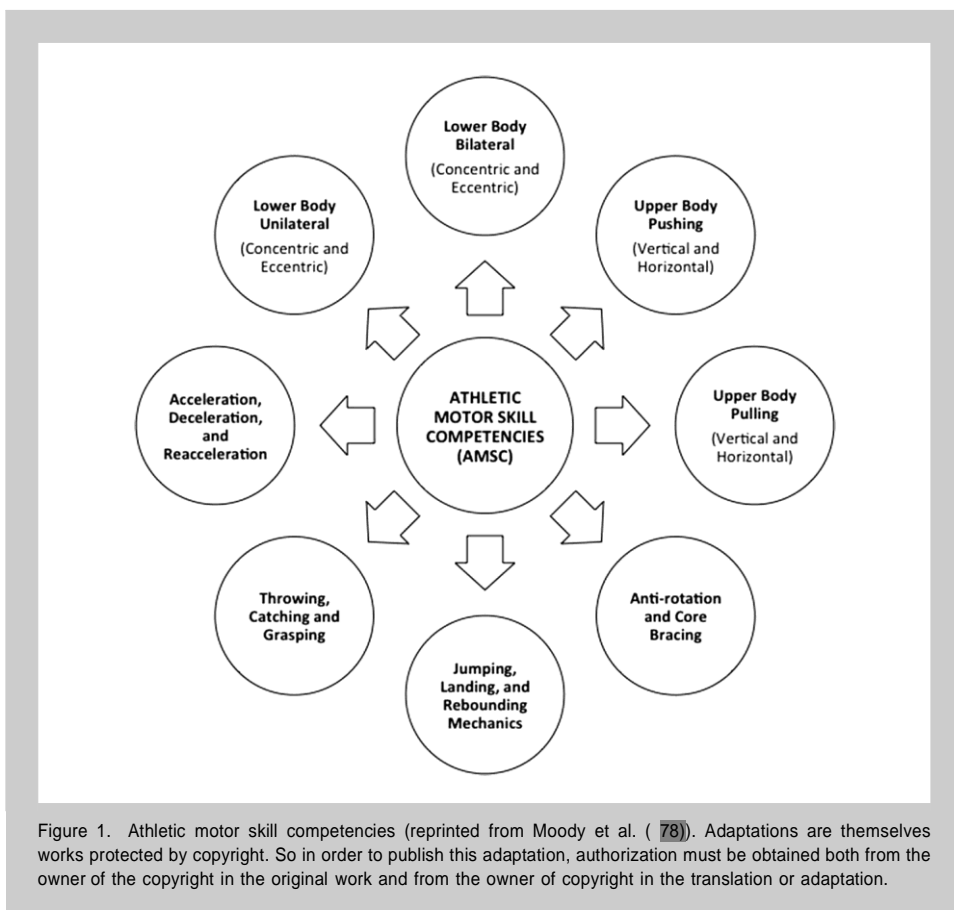 Lower Body
Bilateral
(Concentric and
Eccentric)
Lower Body
Unilateral
(Concentric and
Eccentric)
Upper Body
Pushing
(Vertical and
Horizontal)
Acceleration,
Deceleration,
and
Reacceleration
ATHLETIC
MOTOR SKILL
COMPETENCIES
(AMSC)
Upper Body
Pulling
(Vertical and
Horizontal)
Throwing,
Catching and
Grasping
Anti-rotation
and Core
Bracing
Jumping,
Landing, and
Rebounding
Mechanics
Figure 1. Athletic motor skill competencies (reprinted from Moody et al. ( 78)). Adaptations are themselves
works protected by copyright. So in order to publish this adaptation, authorization must be obtained both from the
owner of the copyright in the original work and from the owner of copyright in the translation or adaptation.